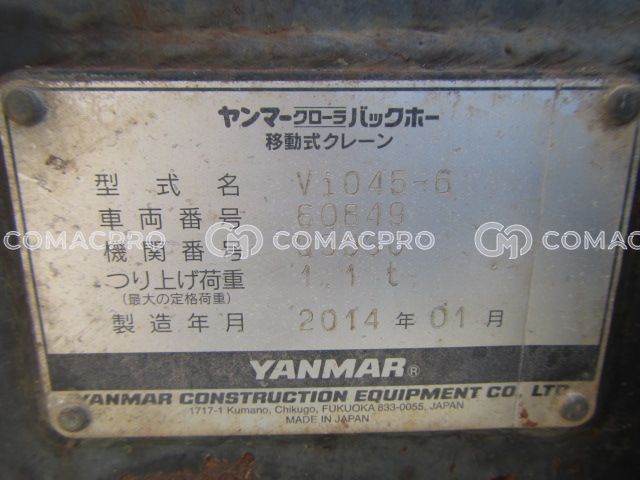 ヤンマークローラバックホー
移動式クレーン
型式名 ViO45-6
車両番号 60849
COMACPRO COMACPRO COMACPRO
機関番号
つり上げ荷重 1.1t
(最大の定格荷重)
製造年月 2014年01月
YANMAR®
YANMAR CONSTRUCTION EQUIPMENT CO., LTD.
1717-1 Kumano, Chikugo, FUKUOKA 833-0055, JAPAN
MADE IN JAPAN